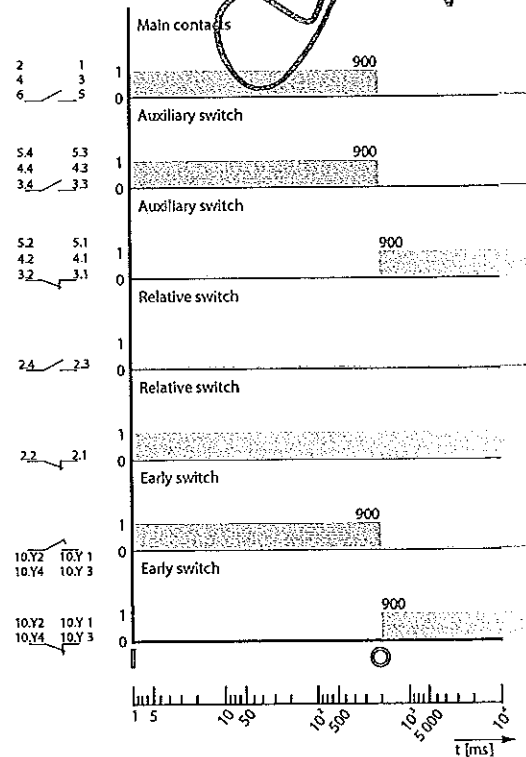 Main contacts
900
2 1
4 3
6 5
1
0
Auxiliary switch
900
5.4 5.3
4.4 4.3
3.4 3.3
1
0
Auxiliary switch
900
5.2 5.1
4.2 4.1
3.2 3.1
1
0
Relative switch
2.4 2.3
1
0
Relative switch
2.2 2.1
1
0
Early switch
900
1
0
10.Y2 10.Y 1
10.Y4 10.Y 3
Early switch
900
10.Y2 10.Y 1
10.Y4 10.Y 3
1
0
1 5 10 50 10² 500 10³ 5 000 10⁴
t [ms]